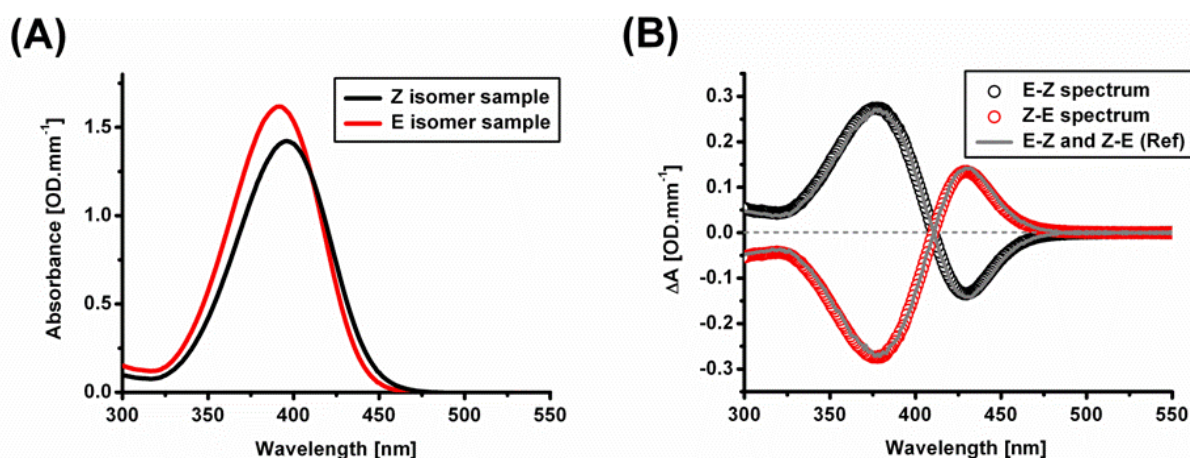 (A)
Absorbance [OD.mm⁻¹]
1.5
1.0
0.5
0.0
Z isomer sample
E isomer sample
300 350 400 450 500 550
Wavelength [nm]
(B)
ΔA [OD.mm⁻¹]
0.3
0.2
0.1
0.0
-0.1
-0.2
-0.3
E-Z spectrum
Z-E spectrum
E-Z and Z-E (Ref)
300 350 400 450 500 550
Wavelength [nm]